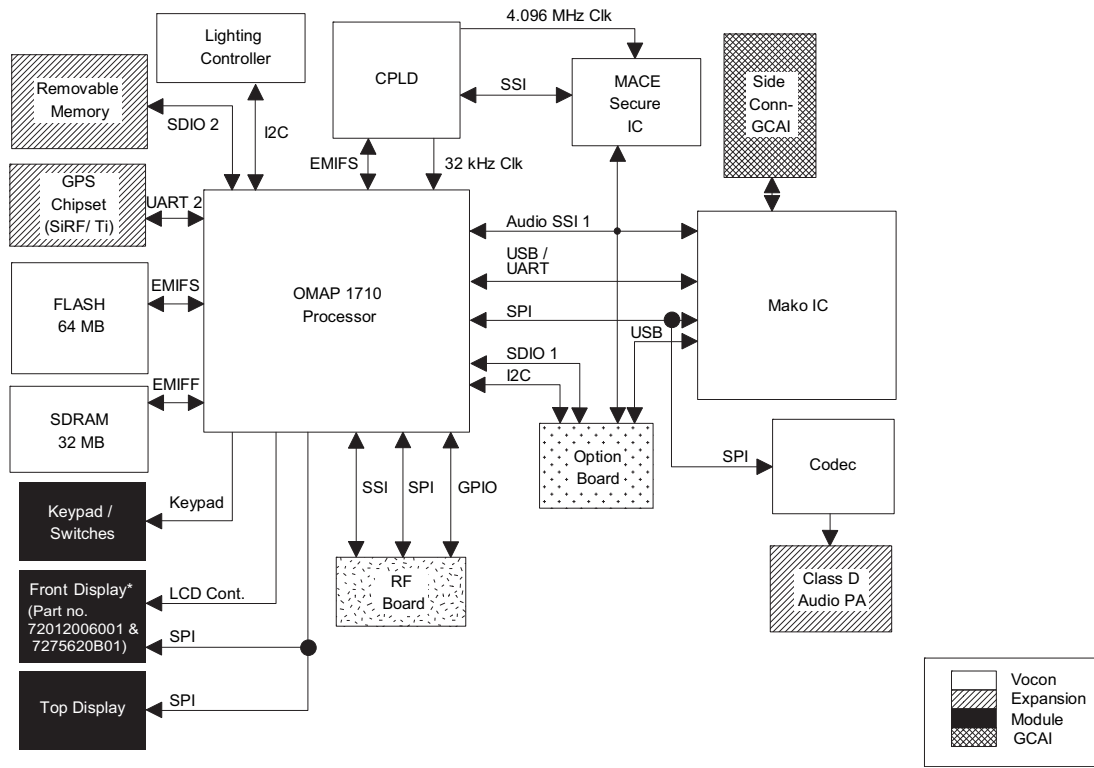 4.096 MHz Clk
Lighting
Controller
CPLD
SSI
MACE
Secure
IC
Side
Conn-
GCAI
Removable
Memory
SDIO 2
I2C
EMIFS
32 kHz Clk
GPS
Chipset
(SiRF/ Ti)
UART 2
Audio SSI 1
USB /
UART
FLASH
64 MB
EMIFS
OMAP 1710
Processor
Mako IC
SPI
USB
SDIO 1
I2C
SDRAM
32 MB
EMIFF
Option
Board
SPI
Codec
Keypad /
Switches
Keypad
SSI
SPI
GPIO
Front Display*
(Part no.
72012006001 &
7275620B01)
LCD Cont.
SPI
RF
Board
Class D
Audio PA
Top Display
SPI
Vocon
Expansion
Module
GCAI